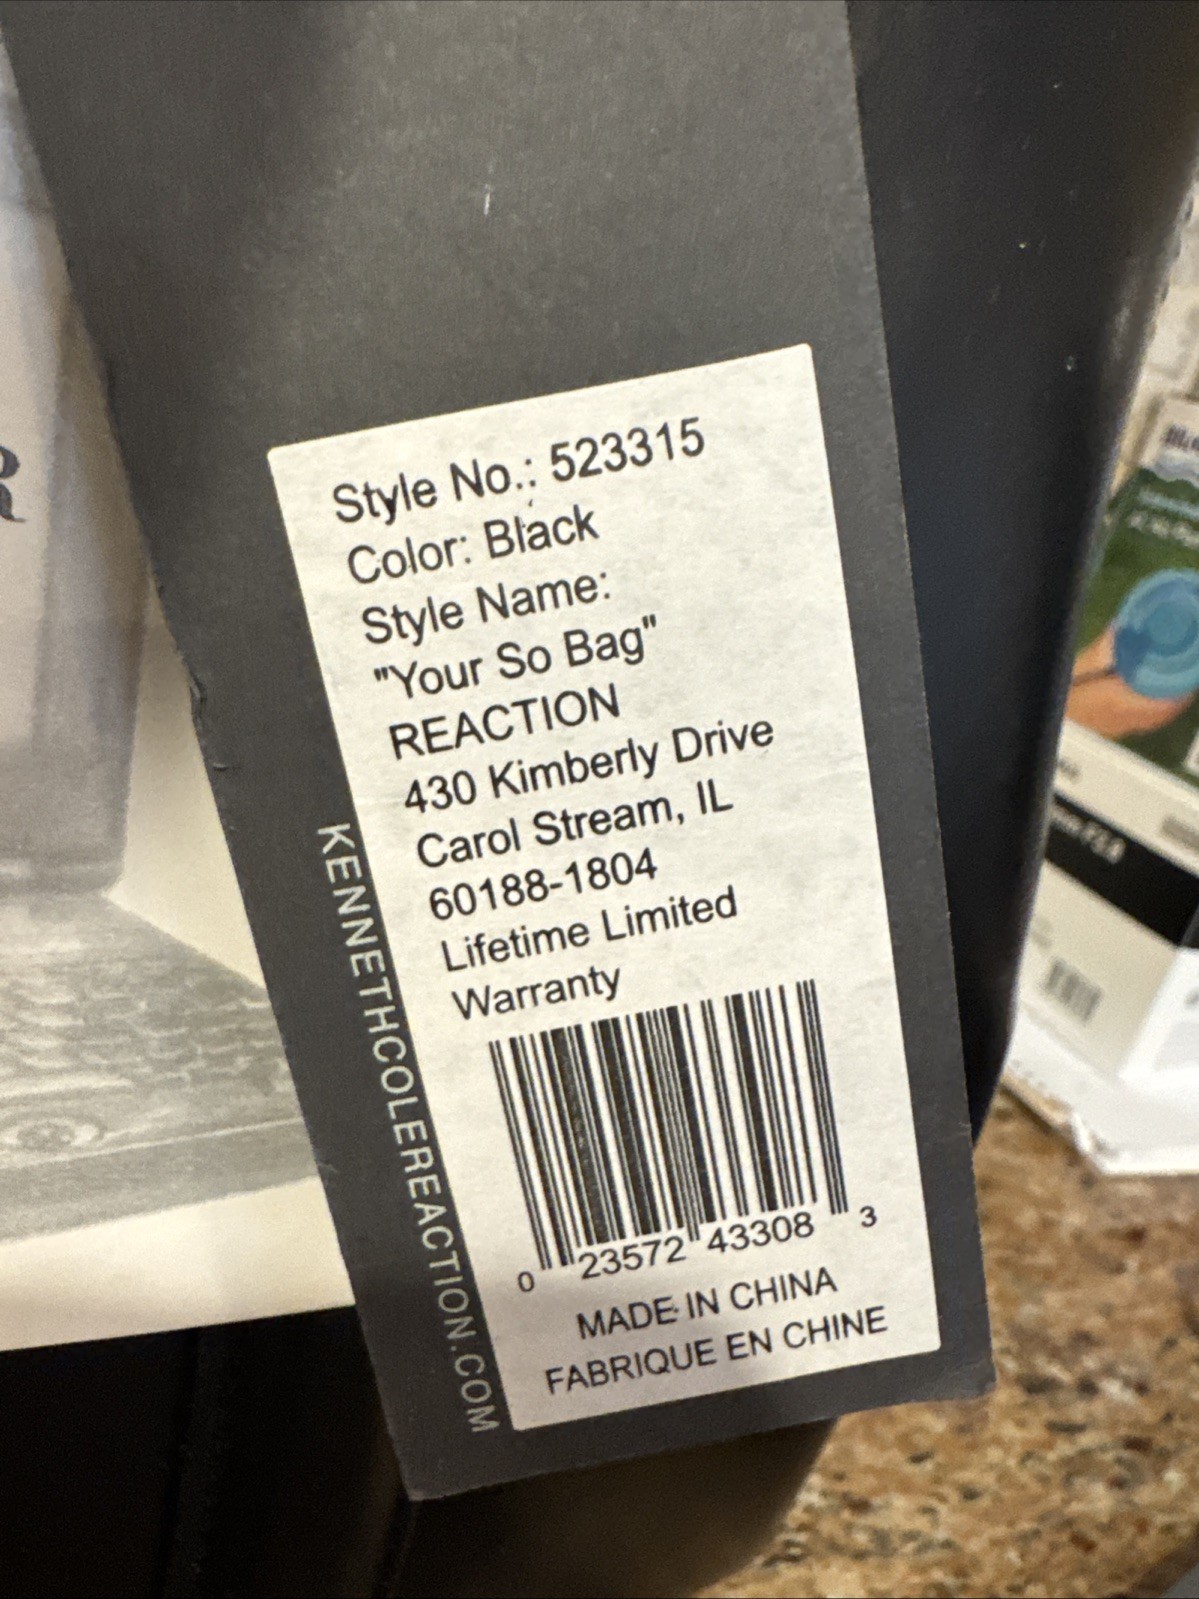 Style No.: 523315
Color: Black
Style Name:
"Your So Bag"
REACTION
430 Kimberly Drive
Carol Stream, IL
60188-1804
Lifetime Limited
Warranty
0 23572 43308 3
MADE IN CHINA
FABRIQUE EN CHINE
KENNETHCOLEREACTION.COM
R